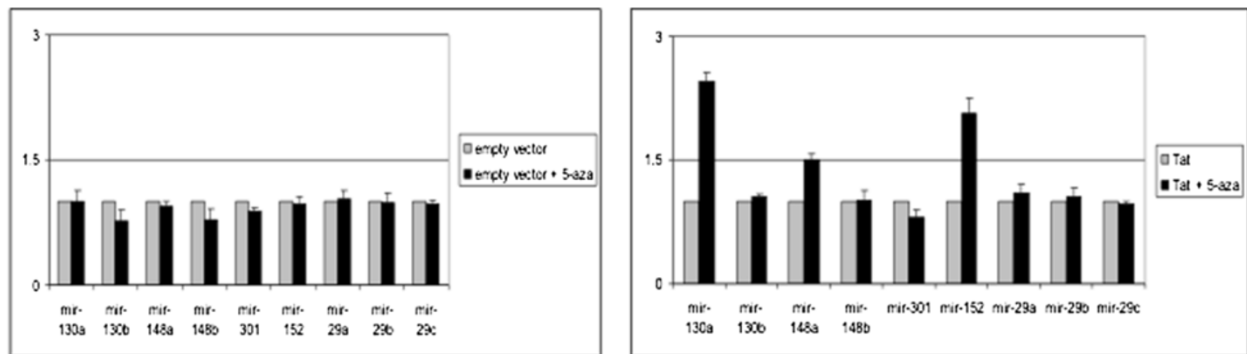 3
1.5
0
mir-
130a
mir-
130b
mir-
148a
mir-
148b
mir-
301
mir-
152
mir-
29a
mir-
29b
mir-
29c
empty vector
empty vector + 5-aza
3
1.5
0
mir-
130a
mir-
130b
mir-
148a
mir-
148b
mir-301
mir-152
mir-29a
mir-29b
mir-29c
Tat
Tat + 5-aza